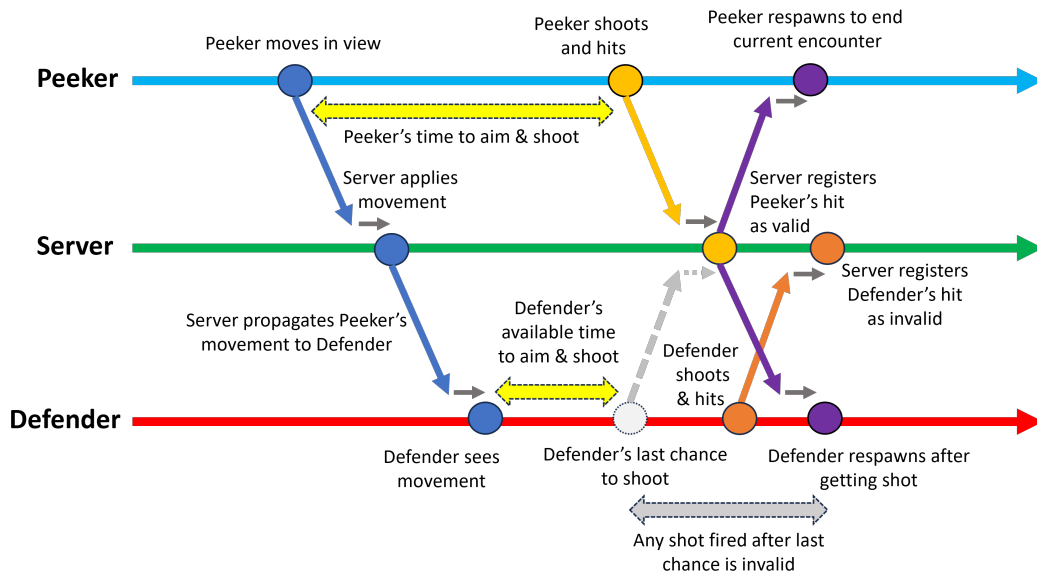 Peeker moves in view
Peeker shoots
and hits
Peeker respawns to end
current encounter
Peeker
Peeker's time to aim & shoot
Server applies
movement
Server registers
Peeker's hit
as valid
Server
Server registers
Defender's hit
as invalid
Server propagates Peeker's
movement to Defender
Defender's
available time
to aim & shoot
Defender
shoots
& hits
Defender
Defender sees
movement
Defender's last chance
to shoot
Defender respawns after
getting shot
Any shot fired after last
chance is invalid